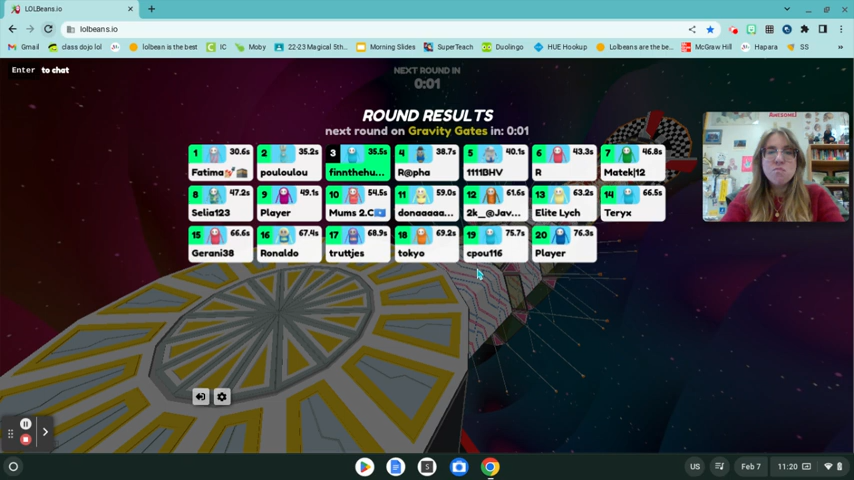 LOLBeans.io
lolbeans.io
Gmail class dojo lol lolbean is the best IC Moby 22-23 Magical 5th... Morning Slides SuperTeach Duolingo HUE Hookup Lolbeans are the be... McGraw Hill Hapara SS
Enter to chat
NEXT ROUND IN
0:01
AWESOME!
ROUND RESULTS
next round on Gravity Gates in: 0:01
1 30.6s 2 35.2s 3 35.5s 4 38.7s 5 40.1s 6 43.3s 7 46.8s
Fatima pouloulou finnthehu... R@pha 1111BHV R Matek|12
8 47.2s 9 49.1s 10 54.5s 11 59.0s 12 61.6s 13 63.2s 14 66.5s
Selia123 Player Mums 2.C donaaaaa... 2k_@Jav... Elite Lych Teryx
15 66.6s 16 67.4s 17 68.9s 18 69.2s 19 75.7s 20 76.3s
Gerani38 Ronaldo truttjes tokyo cpou116 Player
US Feb 7 11:20